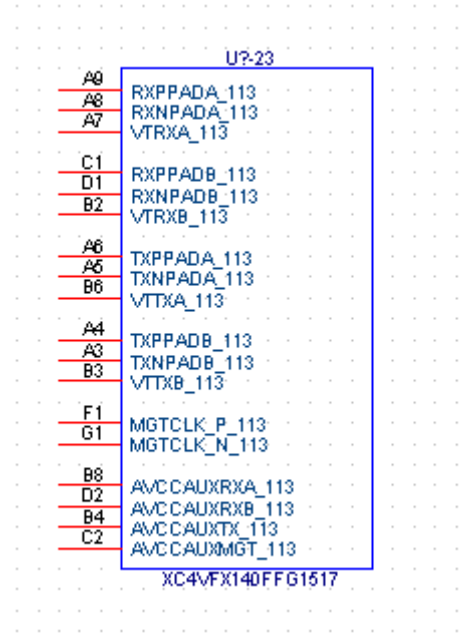 U?-23
A9 RXPPADA_113
A8 RXNPADA_113
A7 VTRXA_113
C1 RXPPADB_113
D1 RXNPADB_113
B2 VTRXB_113
A6 TXPPADA_113
A5 TXNPADA_113
B6 VTTXA_113
A4 TXPPADB_113
A3 TXNPADB_113
B3 VTTXB_113
F1 MGTCLK_P_113
G1 MGTCLK_N_113
B8 AVCCAUXRXA_113
D2 AVCCAUXRXB_113
B4 AVCCAUXTX_113
C2 AVCCAUXMGT_113
XC4VFX140FFG1517